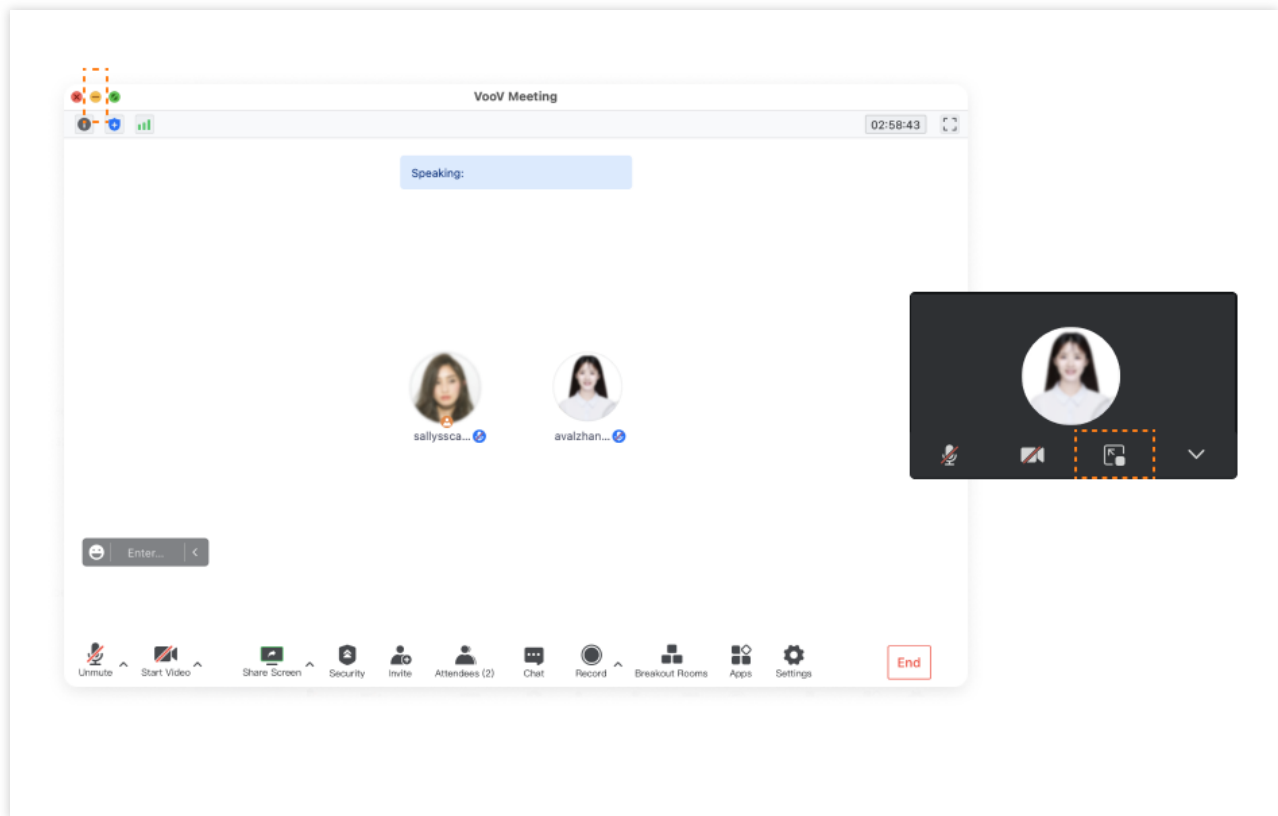 VooV Meeting
02:58:43
Speaking:
sallyssca... avalzhan...
Enter...
Unmute Start Video Share Screen Security Invite Attendees (2) Chat Record Breakout Rooms Apps Settings End